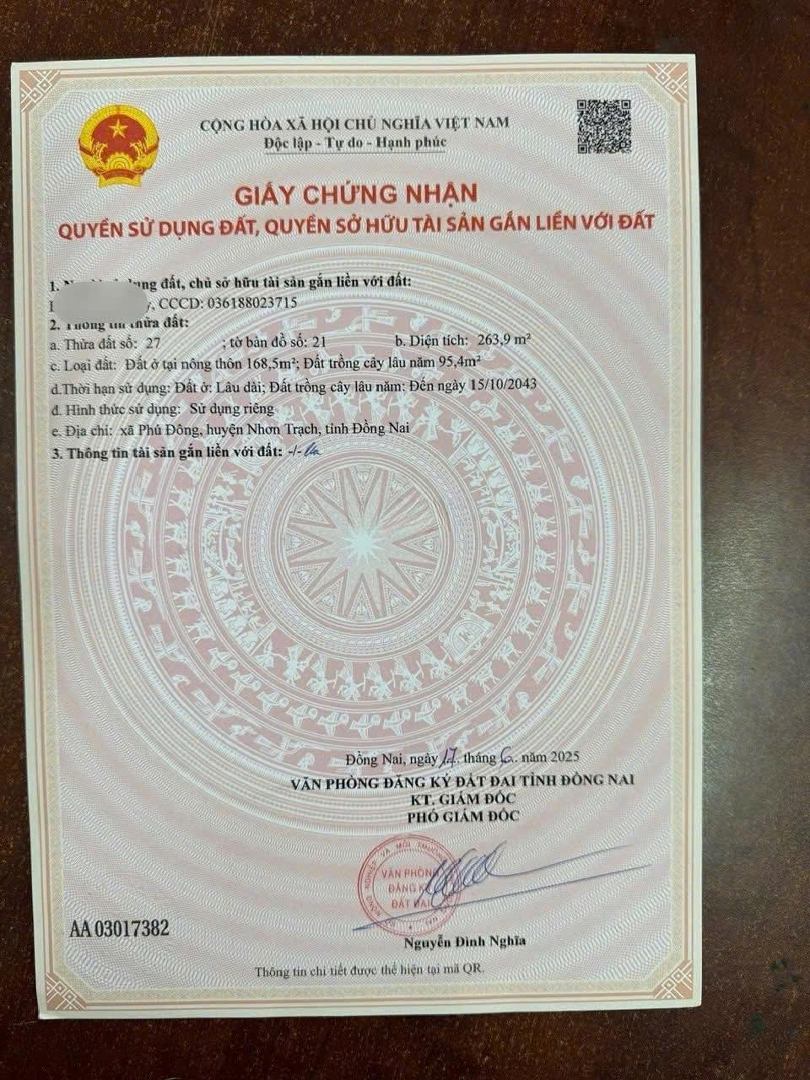 CỘNG HÒA XÃ HỘI CHỦ NGHĨA VIỆT NAM
Độc lập - Tự do - Hạnh phúc
GIẤY CHỨNG NHẬN
QUYỀN SỬ DỤNG ĐẤT, QUYỀN SỞ HỮU TÀI SẢN GẮN LIỀN VỚI ĐẤT
1. đất, chủ sở hữu tài sản gắn liền với đất:
, CCCD: 036188023715
2. Thông tin thửa đất:
a. Thửa đất số: 27 ; tờ bản đồ số: 21 b. Diện tích: 263,9 m²
c. Loại đất: Đất ở tại nông thôn 168,5m²; Đất trồng cây lâu năm 95,4m²
d.Thời hạn sử dụng: Đất ở: Lâu dài; Đất trồng cây lâu năm: Đến ngày 15/10/2043
đ. Hình thức sử dụng: Sử dụng riêng
e. Địa chỉ: xã Phú Đông, huyện Nhơn Trạch, tỉnh Đồng Nai
3. Thông tin tài sản gắn liền với đất: -/-
Đồng Nai, ngày 17. tháng 6. năm 2025
VĂN PHÒNG ĐĂNG KÝ ĐẤT ĐAI TỈNH ĐỒNG NAI
KT. GIÁM ĐỐC
PHÓ GIÁM ĐỐC
VĂN PHÒNG
ĐĂNG KÝ
ĐẤT ĐAI
Nguyễn Đình Nghĩa
AA 03017382
Thông tin chi tiết được thể hiện tại mã QR.